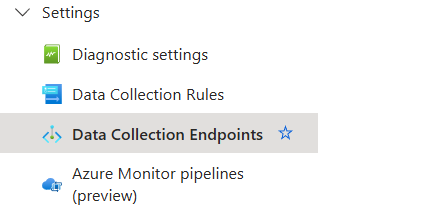 Settings
Diagnostic settings
Data Collection Rules
Data Collection Endpoints
Azure Monitor pipelines
(preview)